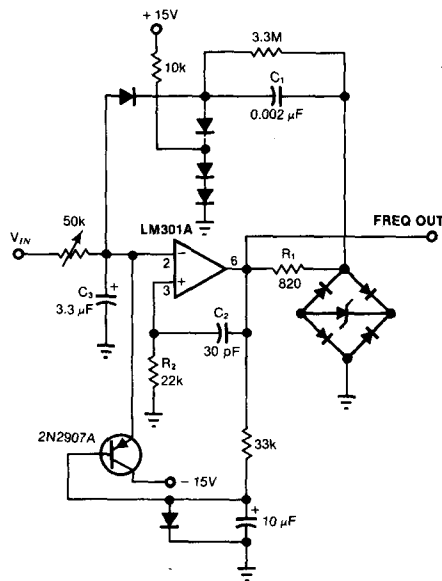 + 15V
3.3M
10k
C₁
0.002 µF
50k
LM301A
FREQ OUT
V_IN
2
−
6
R₁
820
3
+
C₃
+
3.3 µF
C₂
30 pF
R₂
22k
33k
2N2907A
− 15V
+
10 µF